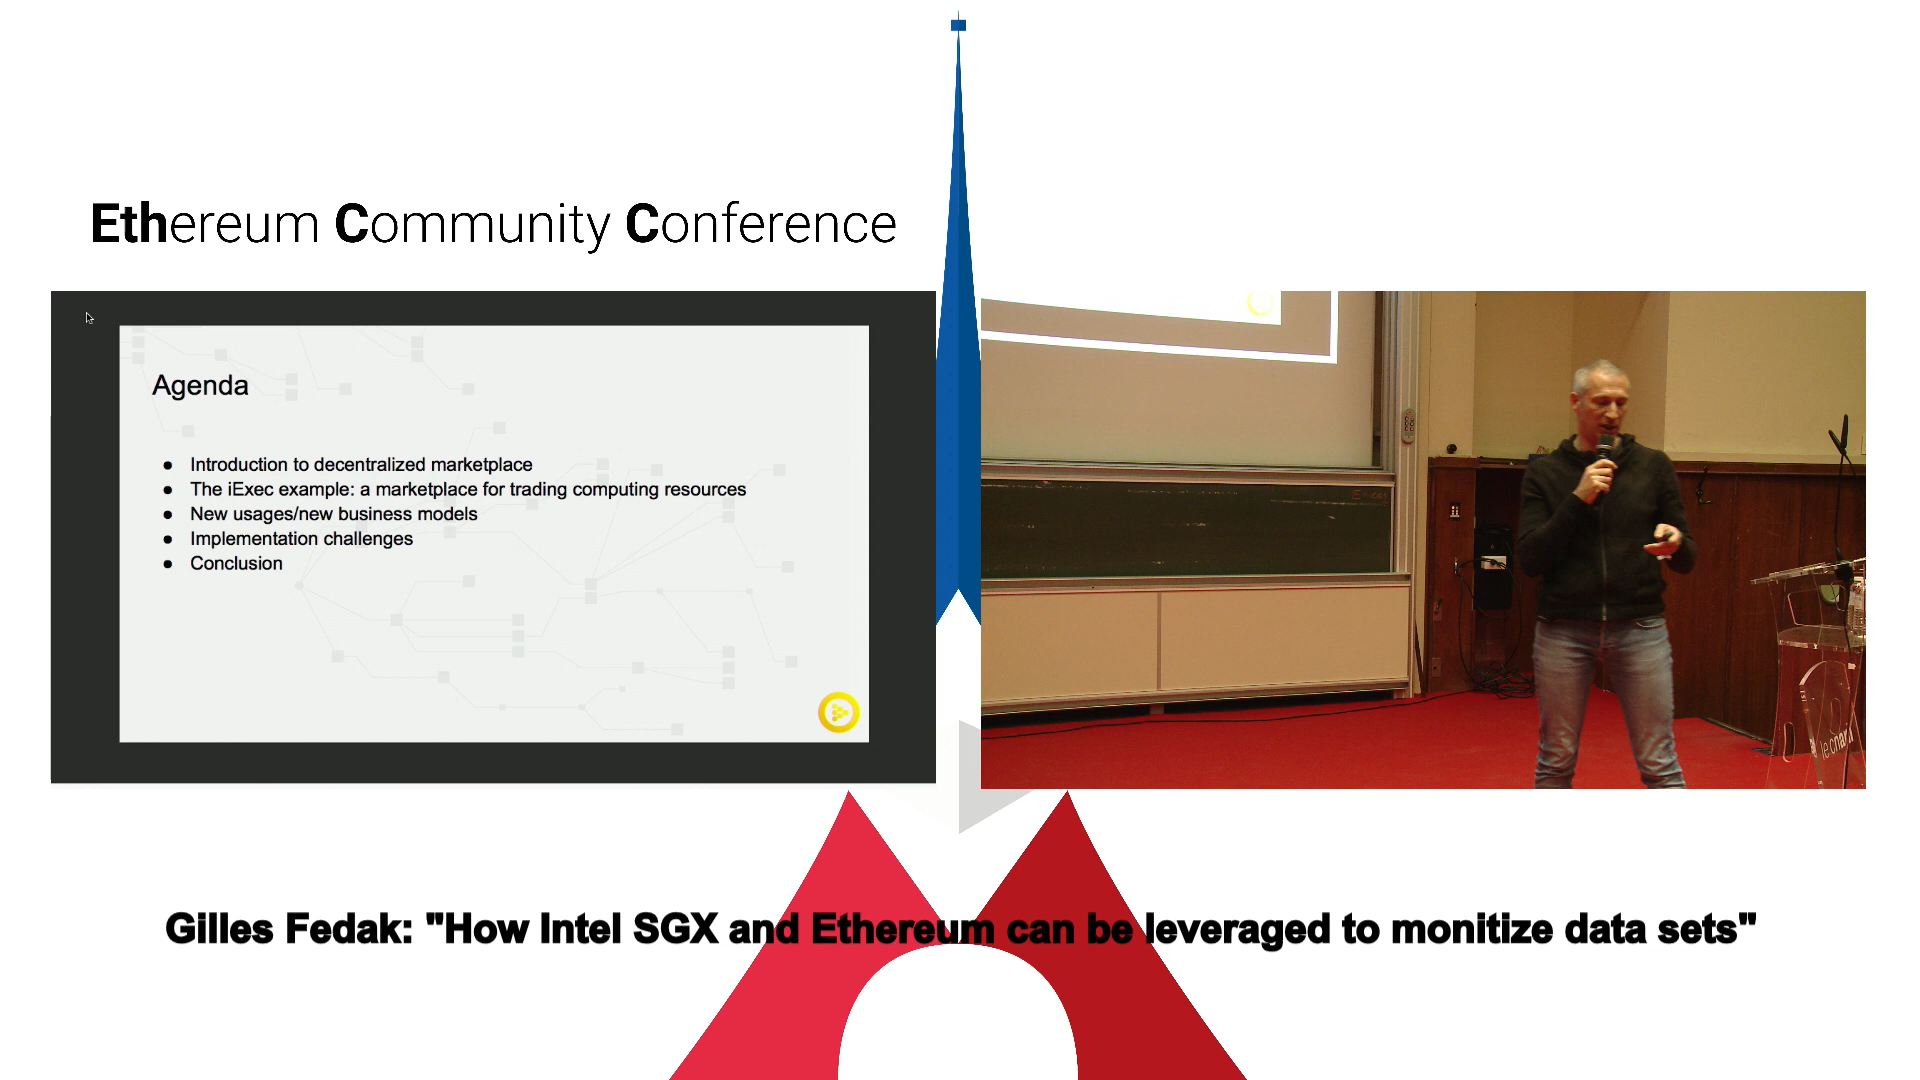 Ethereum Community Conference
Agenda
● Introduction to decentralized marketplace
● The iExec example: a marketplace for trading computing resources
● New usages/new business models
● Implementation challenges
● Conclusion
le cnam
Gilles Fedak: "How Intel SGX and Ethereum can be leveraged to monitize data sets"